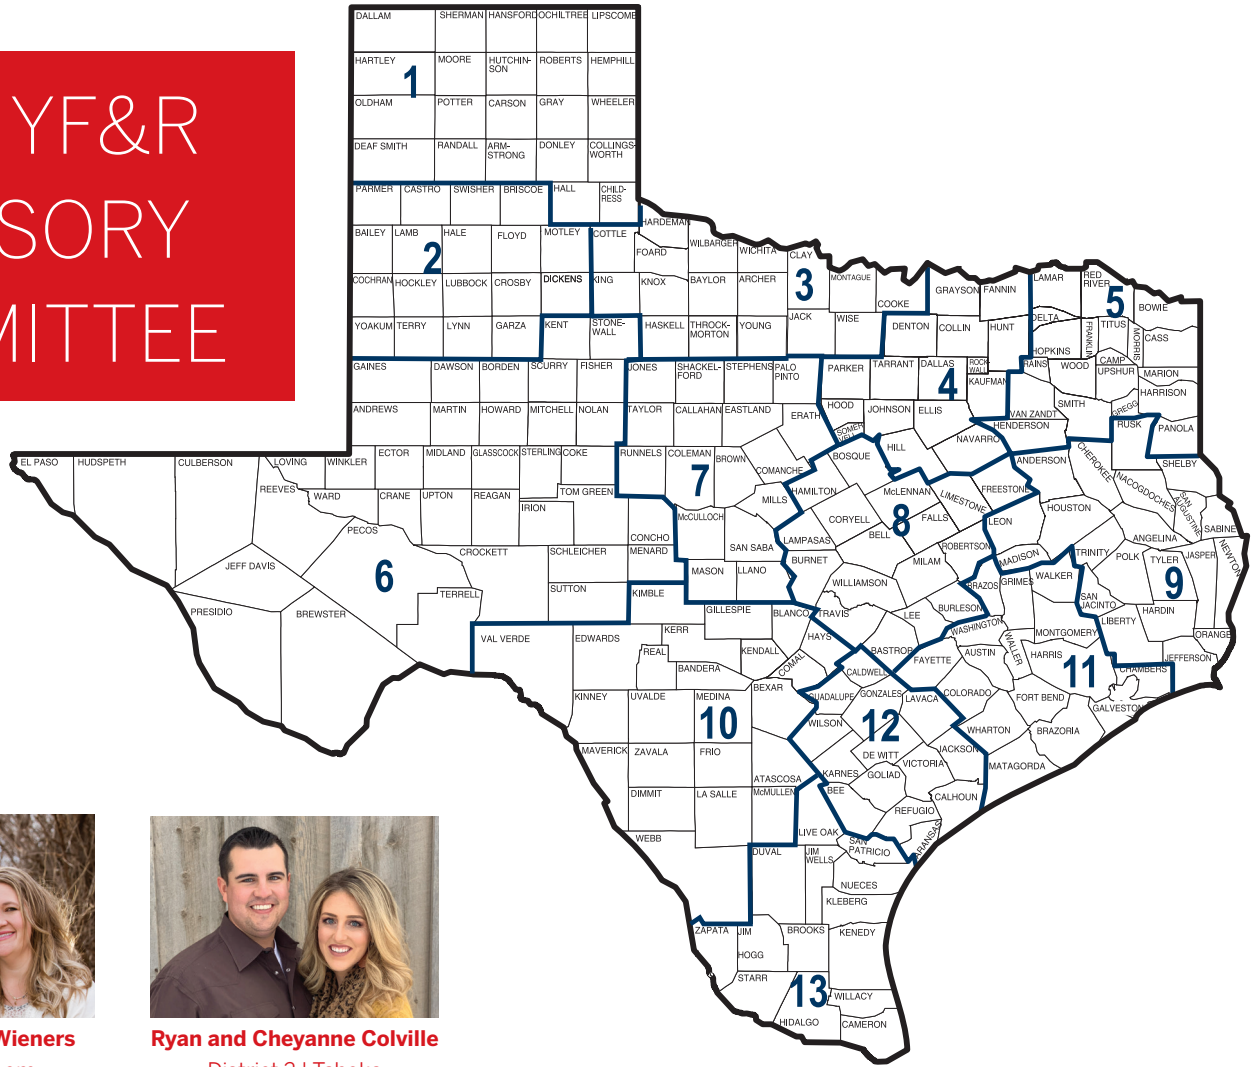 YF&R
SORY
MITTEE
DALLAM
SHERMAN
HANSFORD
OCHILTREE
LIPSCOMB
HARTLEY
MOORE
HUTCHIN-
SON
ROBERTS
HEMPHILL
1
OLDHAM
POTTER
CARSON
GRAY
WHEELER
DEAF SMITH
RANDALL
ARM-
STRONG
DONLEY
COLLINGS-
WORTH
PARMER
CASTRO
SWISHER
BRISCOE
HALL
CHILD-
RESS
HARDEMAN
BAILEY
LAMB
HALE
FLOYD
MOTLEY
COTTLE
FOARD
WILBARGER
WICHITA
CLAY
2
COCHRAN
HOCKLEY
LUBBOCK
CROSBY
DICKENS
KING
KNOX
BAYLOR
ARCHER
3
MONTAGUE
COOKE
GRAYSON
FANNIN
LAMAR
RED
RIVER
5
BOWIE
YOAKUM
TERRY
LYNN
GARZA
KENT
STONE-
WALL
HASKELL
THROCK-
MORTON
YOUNG
JACK
WISE
DENTON
COLLIN
HUNT
DELTA
HOPKINS
FRANKLIN
TITUS
MORRIS
CASS
GAINES
DAWSON
BORDEN
SCURRY
FISHER
JONES
SHACKEL-
FORD
STEPHENS
PALO
PINTO
PARKER
TARRANT
DALLAS
ROCK-
WALL
KAUFMAN
4
RAINS
WOOD
CAMP
UPSHUR
MARION
HARRISON
ANDREWS
MARTIN
HOWARD
MITCHELL
NOLAN
TAYLOR
CALLAHAN
EASTLAND
ERATH
HOOD
SOMER
VELL
JOHNSON
ELLIS
NAVARRO
VAN ZANDT
HENDERSON
SMITH
GREGG
RUSK
PANOLA
EL PASO
HUDSPETH
CULBERSON
LOVING
WINKLER
ECTOR
MIDLAND
GLASSCOCK
STERLING
COKE
RUNNELS
COLEMAN
BROWN
COMANCHE
7
BOSQUE
HILL
ANDERSON
CHEROKEE
SHELBY
REEVES
WARD
CRANE
UPTON
REAGAN
TOM GREEN
IRION
MILLS
HAMILTON
McLENNAN
LIMESTONE
FREESTONE
NACOGDOCHES
SAN
AUGUSTINE
SABINE
PECOS
CONCHO
McCULLOCH
CORYELL
8
FALLS
LEON
HOUSTON
ANGELINA
CROCKETT
SCHLEICHER
MENARD
SAN SABA
LAMPASAS
BELL
ROBERTSON
MADISON
TRINITY
POLK
TYLER
JASPER
NEWTON
JEFF DAVIS
6
TERRELL
SUTTON
KIMBLE
MASON
LLANO
BURNET
WILLIAMSON
MILAM
BRAZOS
GRIMES
WALKER
SAN
JACINTO
9
HARDIN
PRESIDIO
BREWSTER
GILLESPIE
BLANCO
TRAVIS
LEE
BURLESON
WASHINGTON
MONTGOMERY
LIBERTY
ORANGE
VAL VERDE
EDWARDS
KERR
REAL
KENDALL
BANDERA
HAYS
COMAL
BASTROP
FAYETTE
AUSTIN
WALLER
HARRIS
11
CHAMBERS
JEFFERSON
CALDWELL
KINNEY
UVALDE
MEDINA
BEXAR
GUADALUPE
GONZALES
LAVACA
COLORADO
FORT BEND
GALVESTON
10
WILSON
12
WHARTON
BRAZORIA
MAVERICK
ZAVALA
FRIO
ATASCOSA
KARNES
DE WITT
VICTORIA
JACKSON
MATAGORDA
GOLIAD
DIMMIT
LA SALLE
McMULLEN
BEE
CALHOUN
REFUGIO
WEBB
LIVE OAK
SAN
PATRICIO
ARANSAS
DUVAL
JIM
WELLS
NUECES
KLEBERG
ZAPATA
JIM
HOGG
BROOKS
KENEDY
STARR
13
WILLACY
HIDALGO
CAMERON
Wieners
Ryan and Cheyanne Colville